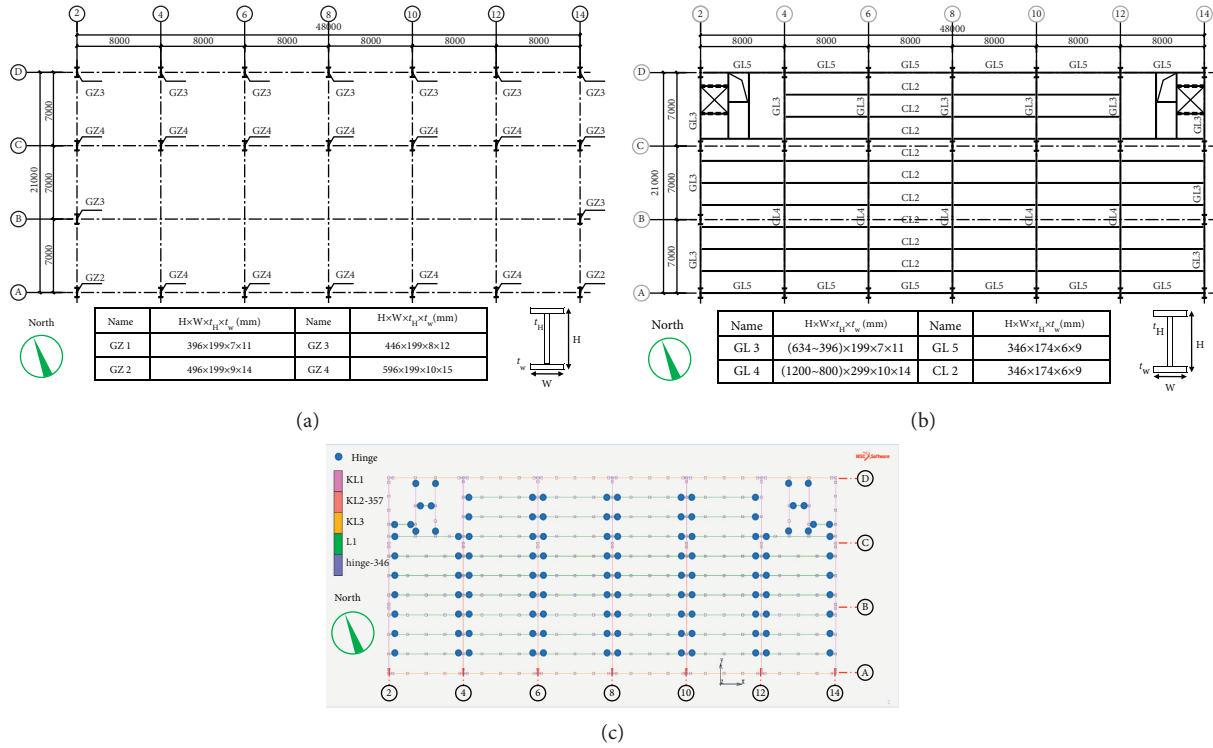 2 4 6 8 10 12 14
48000
8000 8000 8000 8000 8000 8000
D
GZ3 GZ3 GZ3 GZ3 GZ3 GZ3 GZ3
7000
GZ4 GZ4 GZ4 GZ4 GZ4 GZ4 GZ3
C
21000
7000
GZ3 GZ3
B
7000
GZ2 GZ4 GZ4 GZ4 GZ4 GZ4 GZ2
A
North
Name H×W×tH×tw (mm) Name H×W×tH×tw (mm)
GZ 1 396×199×7×11 GZ 3 446×199×8×12
GZ 2 496×199×9×14 GZ 4 596×199×10×15
tH
H
tw
W
(a)
2 4 6 8 10 12 14
48000
8000 8000 8000 8000 8000 8000
GL5 GL5 GL5 GL5 GL5 GL5
D
CL2
7000
GL3 GL3 GL3 GL3 GL3 GL3 GL3
CL2
CL2
C
CL2
21000
7000
GL3 GL3
CL2
GL4 GL4 GL4 GL4 GL4
B
CL2
CL2
7000
GL3 GL3
CL2
GL5 GL5 GL5 GL5 GL5 GL5
A
North
Name H×W×tH×tw (mm) Name H×W×tH×tw (mm)
GL 3 (634~396)×199×7×11 GL 5 346×174×6×9
GL 4 (1200~800)×299×10×14 CL 2 346×174×6×9
tH
H
tw
W
(b)
Hinge
MSC Software
KL1
KL2-357
KL3
L1
hinge-346
North
D
C
B
A
2 4 6 8 10 12 14
(c)